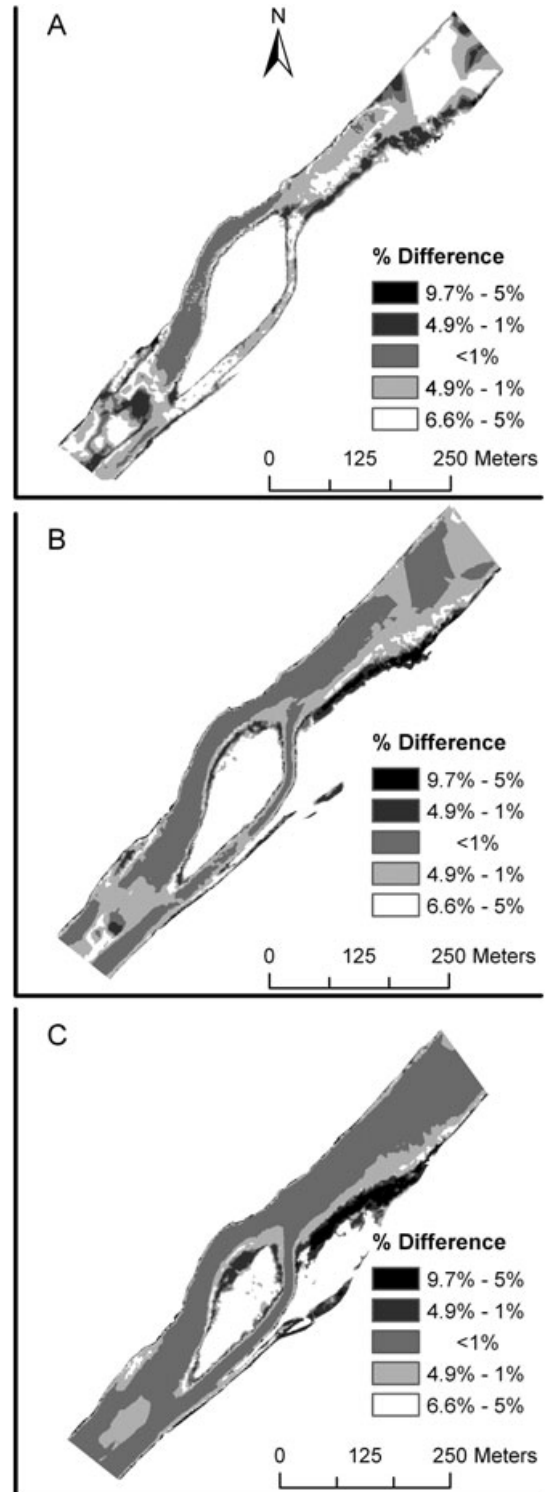 A
N
% Difference
9.7% - 5%
4.9% - 1%
<1%
4.9% - 1%
6.6% - 5%
0 125 250 Meters
B
% Difference
9.7% - 5%
4.9% - 1%
<1%
4.9% - 1%
6.6% - 5%
0 125 250 Meters
C
% Difference
9.7% - 5%
4.9% - 1%
<1%
4.9% - 1%
6.6% - 5%
0 125 250 Meters